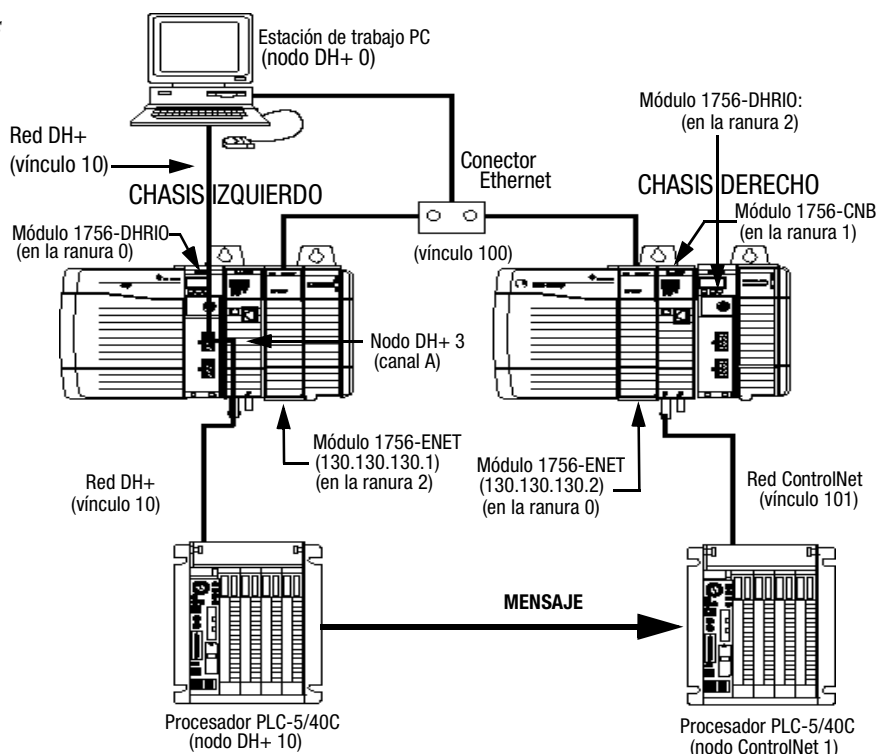 Estación de trabajo PC
(nodo DH+ 0)
Módulo 1756-DHRIO:
(en la ranura 2)
Red DH+
(vínculo 10)
Conector
Ethernet
CHASIS IZQUIERDO
CHASIS DERECHO
Módulo 1756-DHRIO
(en la ranura 0)
(vínculo 100)
Módulo 1756-CNB
(en la ranura 1)
Nodo DH+ 3
(canal A)
Módulo 1756-ENET
(130.130.130.1)
(en la ranura 2)
Módulo 1756-ENET
(130.130.130.2)
(en la ranura 0)
Red DH+
(vínculo 10)
Red ControlNet
(vínculo 101)
MENSAJE
Procesador PLC-5/40C
(nodo DH+ 10)
Procesador PLC-5/40C
(nodo ControlNet 1)